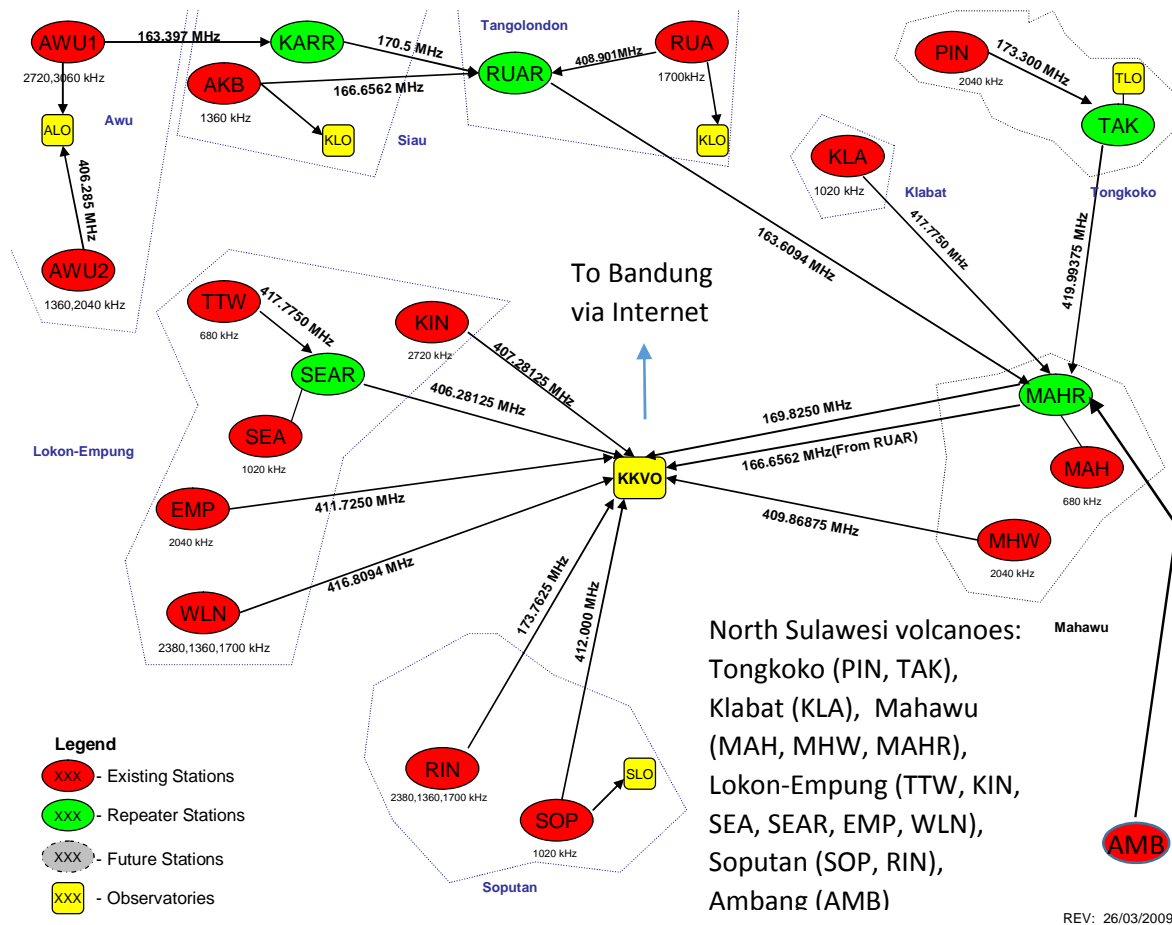 AWU1
163.397 MHz
KARR
170.5 MHz
Tangolondon
RUAR
408.901MHz
RUA
1700kHz
PIN
2040 kHz
173.300 MHz
TLO
TAK
2720,3060 kHz
AKB
1360 kHz
166.6562 MHz
ALO
Awu
KLO
Siau
KLO
KLA
1020 kHz
Klabat
Tongkoko
406.285 MHz
417.7750 MHz
419.99375 MHz
163.6094 MHz
AWU2
1360,2040 kHz
TTW
680 kHz
417.7750 MHz
KIN
2720 kHz
407.28125 MHz
To Bandung
via Internet
SEAR
406.28125 MHz
SEA
1020 kHz
Lokon-Empung
MAHR
169.8250 MHz
166.6562 MHz(From RUAR)
KKVO
MAH
680 kHz
EMP
2040 kHz
411.7250 MHz
409.86875 MHz
MHW
2040 kHz
416.8094 MHz
WLN
2380,1360,1700 kHz
173.7625 MHz
412.000 MHz
Mahawu
North Sulawesi volcanoes:
Tongkoko (PIN, TAK),
Klabat (KLA), Mahawu
(MAH, MHW, MAHR),
Lokon-Empung (TTW, KIN,
SEA, SEAR, EMP, WLN),
Soputan (SOP, RIN),
Ambang (AMB)
RIN
2380,1360,1700 kHz
SLO
SOP
1020 kHz
Soputan
AMB
Legend
XXX - Existing Stations
XXX - Repeater Stations
XXX - Future Stations
XXX - Observatories
REV: 26/03/2009